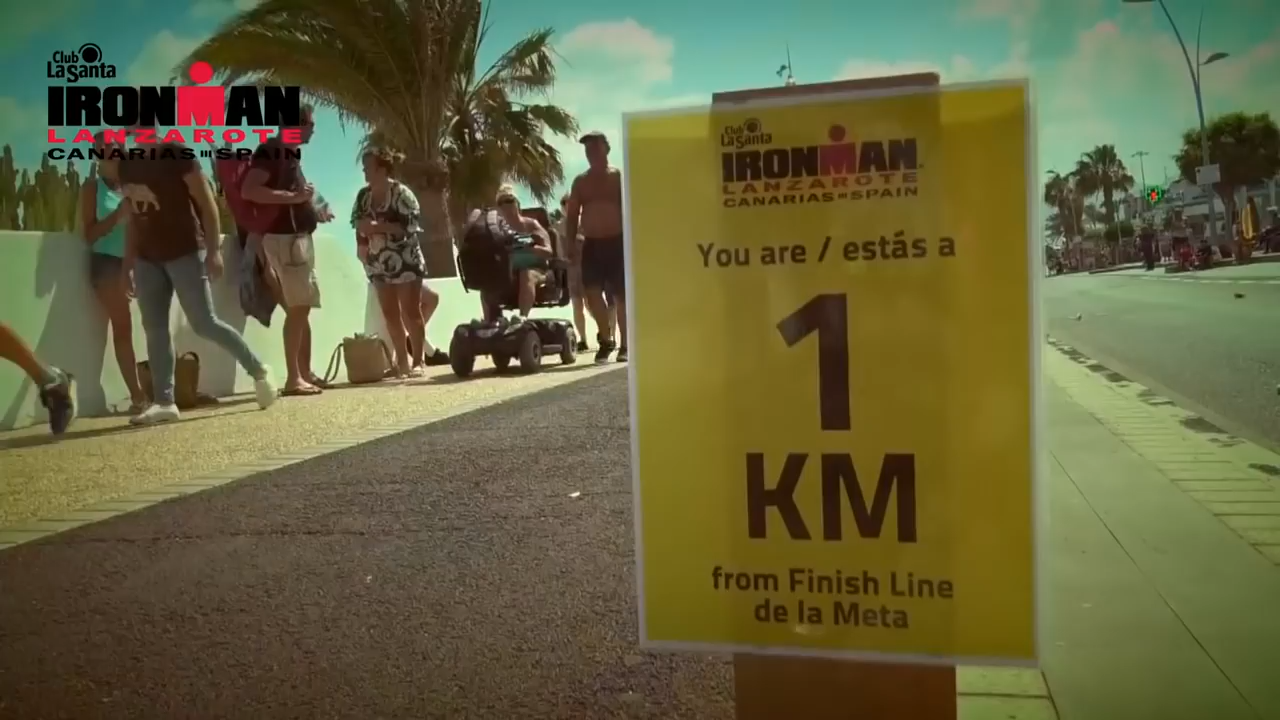 Club
La Santa
IRONMAN
LANZAROTE
CANARIAS SPAIN
Club
La Santa
IRONMAN
LANZAROTE
CANARIAS SPAIN
You are / estás a
1
KM
from Finish Line
de la Meta